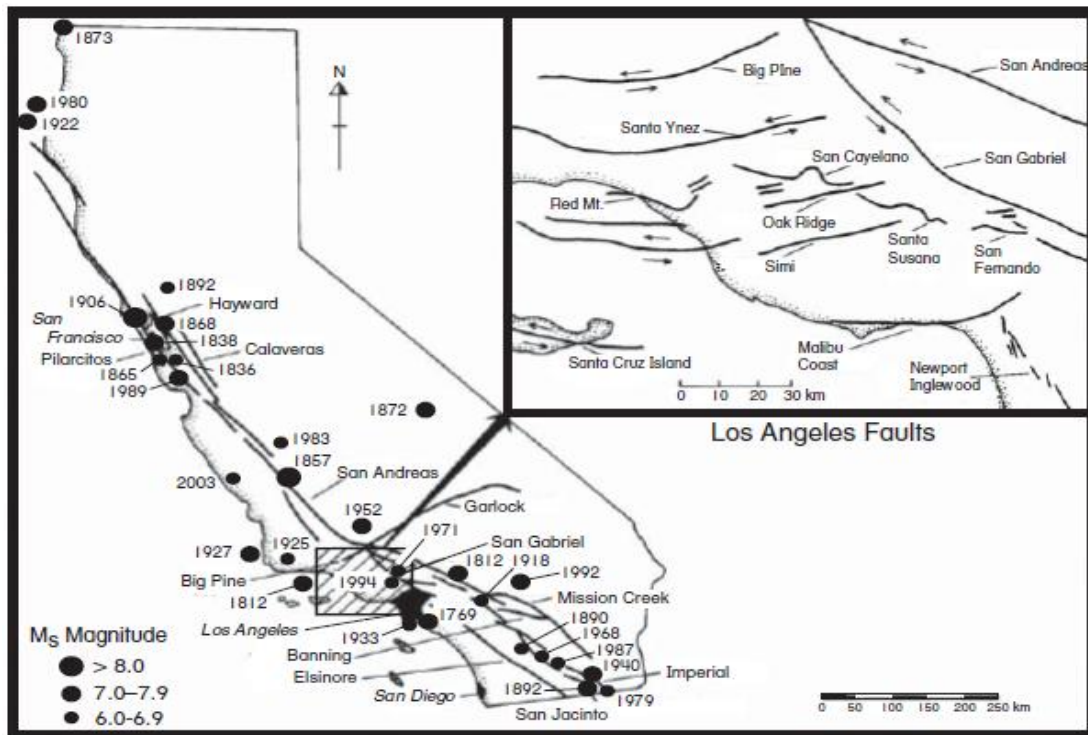 1873
1980
1922
N
1892
1906
Hayward
San
Francisco
1868
1838
Pilarcitos
Calaveras
1865
1836
1989
1872
1983
1857
San Andreas
2003
1952
Garlock
1971
1927
1925
San Gabriel
1812
1918
1992
Big Pine
1994
1812
Mission Creek
Los Angeles
1769
1933
1890
1968
Banning
1987
Elsinore
1940
San Diego
1892
Imperial
1979
San Jacinto
Ms Magnitude
> 8.0
7.0–7.9
6.0-6.9
0 50 100 150 200 250 km
Big PIne
San Andreas
Santa Ynez
San Cayelano
San Gabriel
Red Mt.
Oak Ridge
Simi
Santa
Susana
San
Fernando
Santa Cruz Island
Malibu
Coast
Newport
Inglewood
0 10 20 30 km
Los Angeles Faults